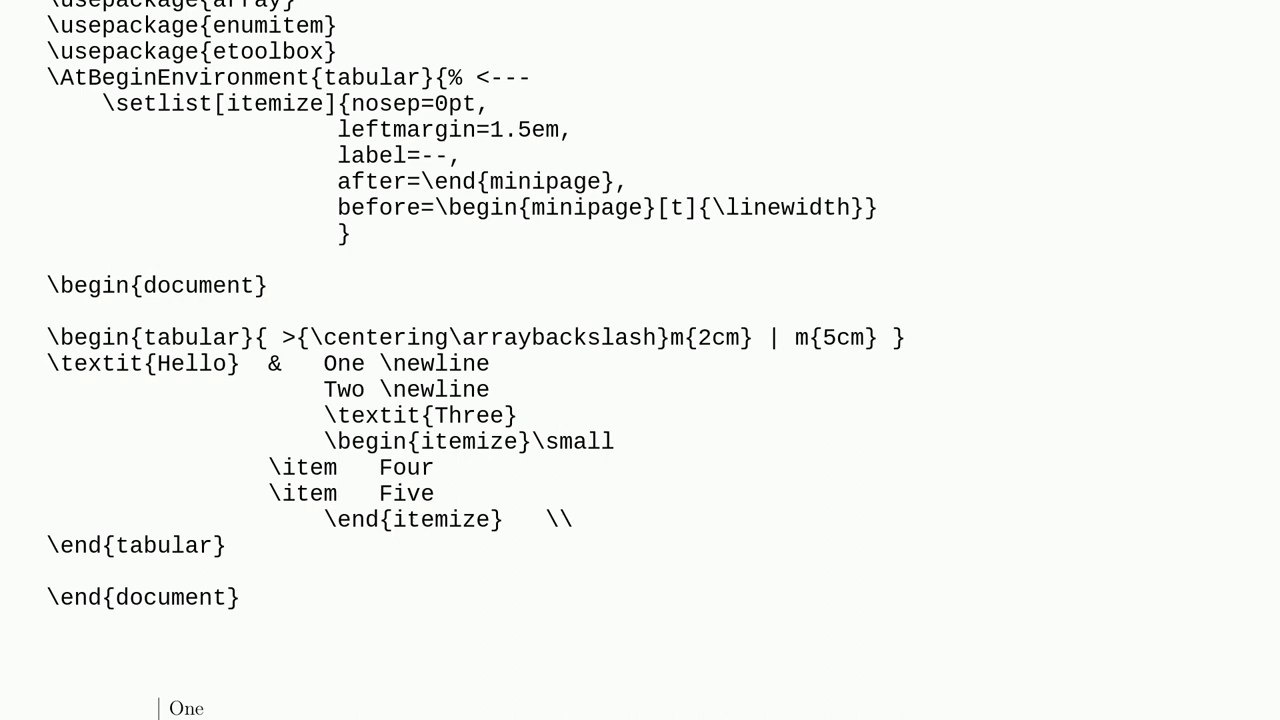 \usepackage{array}
\usepackage{enumitem}
\usepackage{etoolbox}
\AtBeginEnvironment{tabular}{% <---
    \setlist[itemize]{nosep=0pt,
                     leftmargin=1.5em,
                     label=--,
                     after=\end{minipage},
                     before=\begin{minipage}[t]{\linewidth}}
                     }

\begin{document}

\begin{tabular}{ >{\centering\arraybackslash}m{2cm} | m{5cm} }
\textit{Hello}  &   One \newline
                    Two \newline
                    \textit{Three}
                    \begin{itemize}\small
                \item   Four
                \item   Five
                    \end{itemize}   \\
\end{tabular}

\end{document}

One